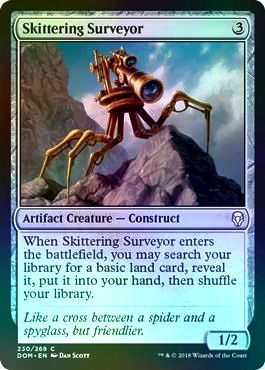 Skittering Surveyor 3
Artifact Creature — Construct
When Skittering Surveyor enters
the battlefield, you may search your
library for a basic land card, reveal
it, put it into your hand, then shuffle
your library.
Like a cross between a spider and a
spyglass, but friendlier.
1/2
230/269 C
DOM • EN Dan Scott
™ & © 2018 Wizards of the Coast